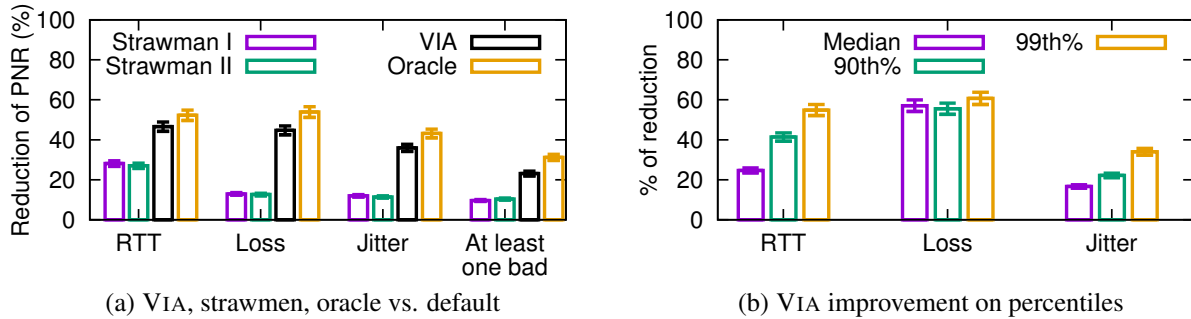 Reduction of PNR (%)
100
80
60
40
20
0
Strawman I
Strawman II
VIA
Oracle
RTT
Loss
Jitter
At least
one bad
(a) VIA, strawmen, oracle vs. default
% of reduction
100
80
60
40
20
0
Median
90th%
99th%
RTT
Loss
Jitter
(b) VIA improvement on percentiles